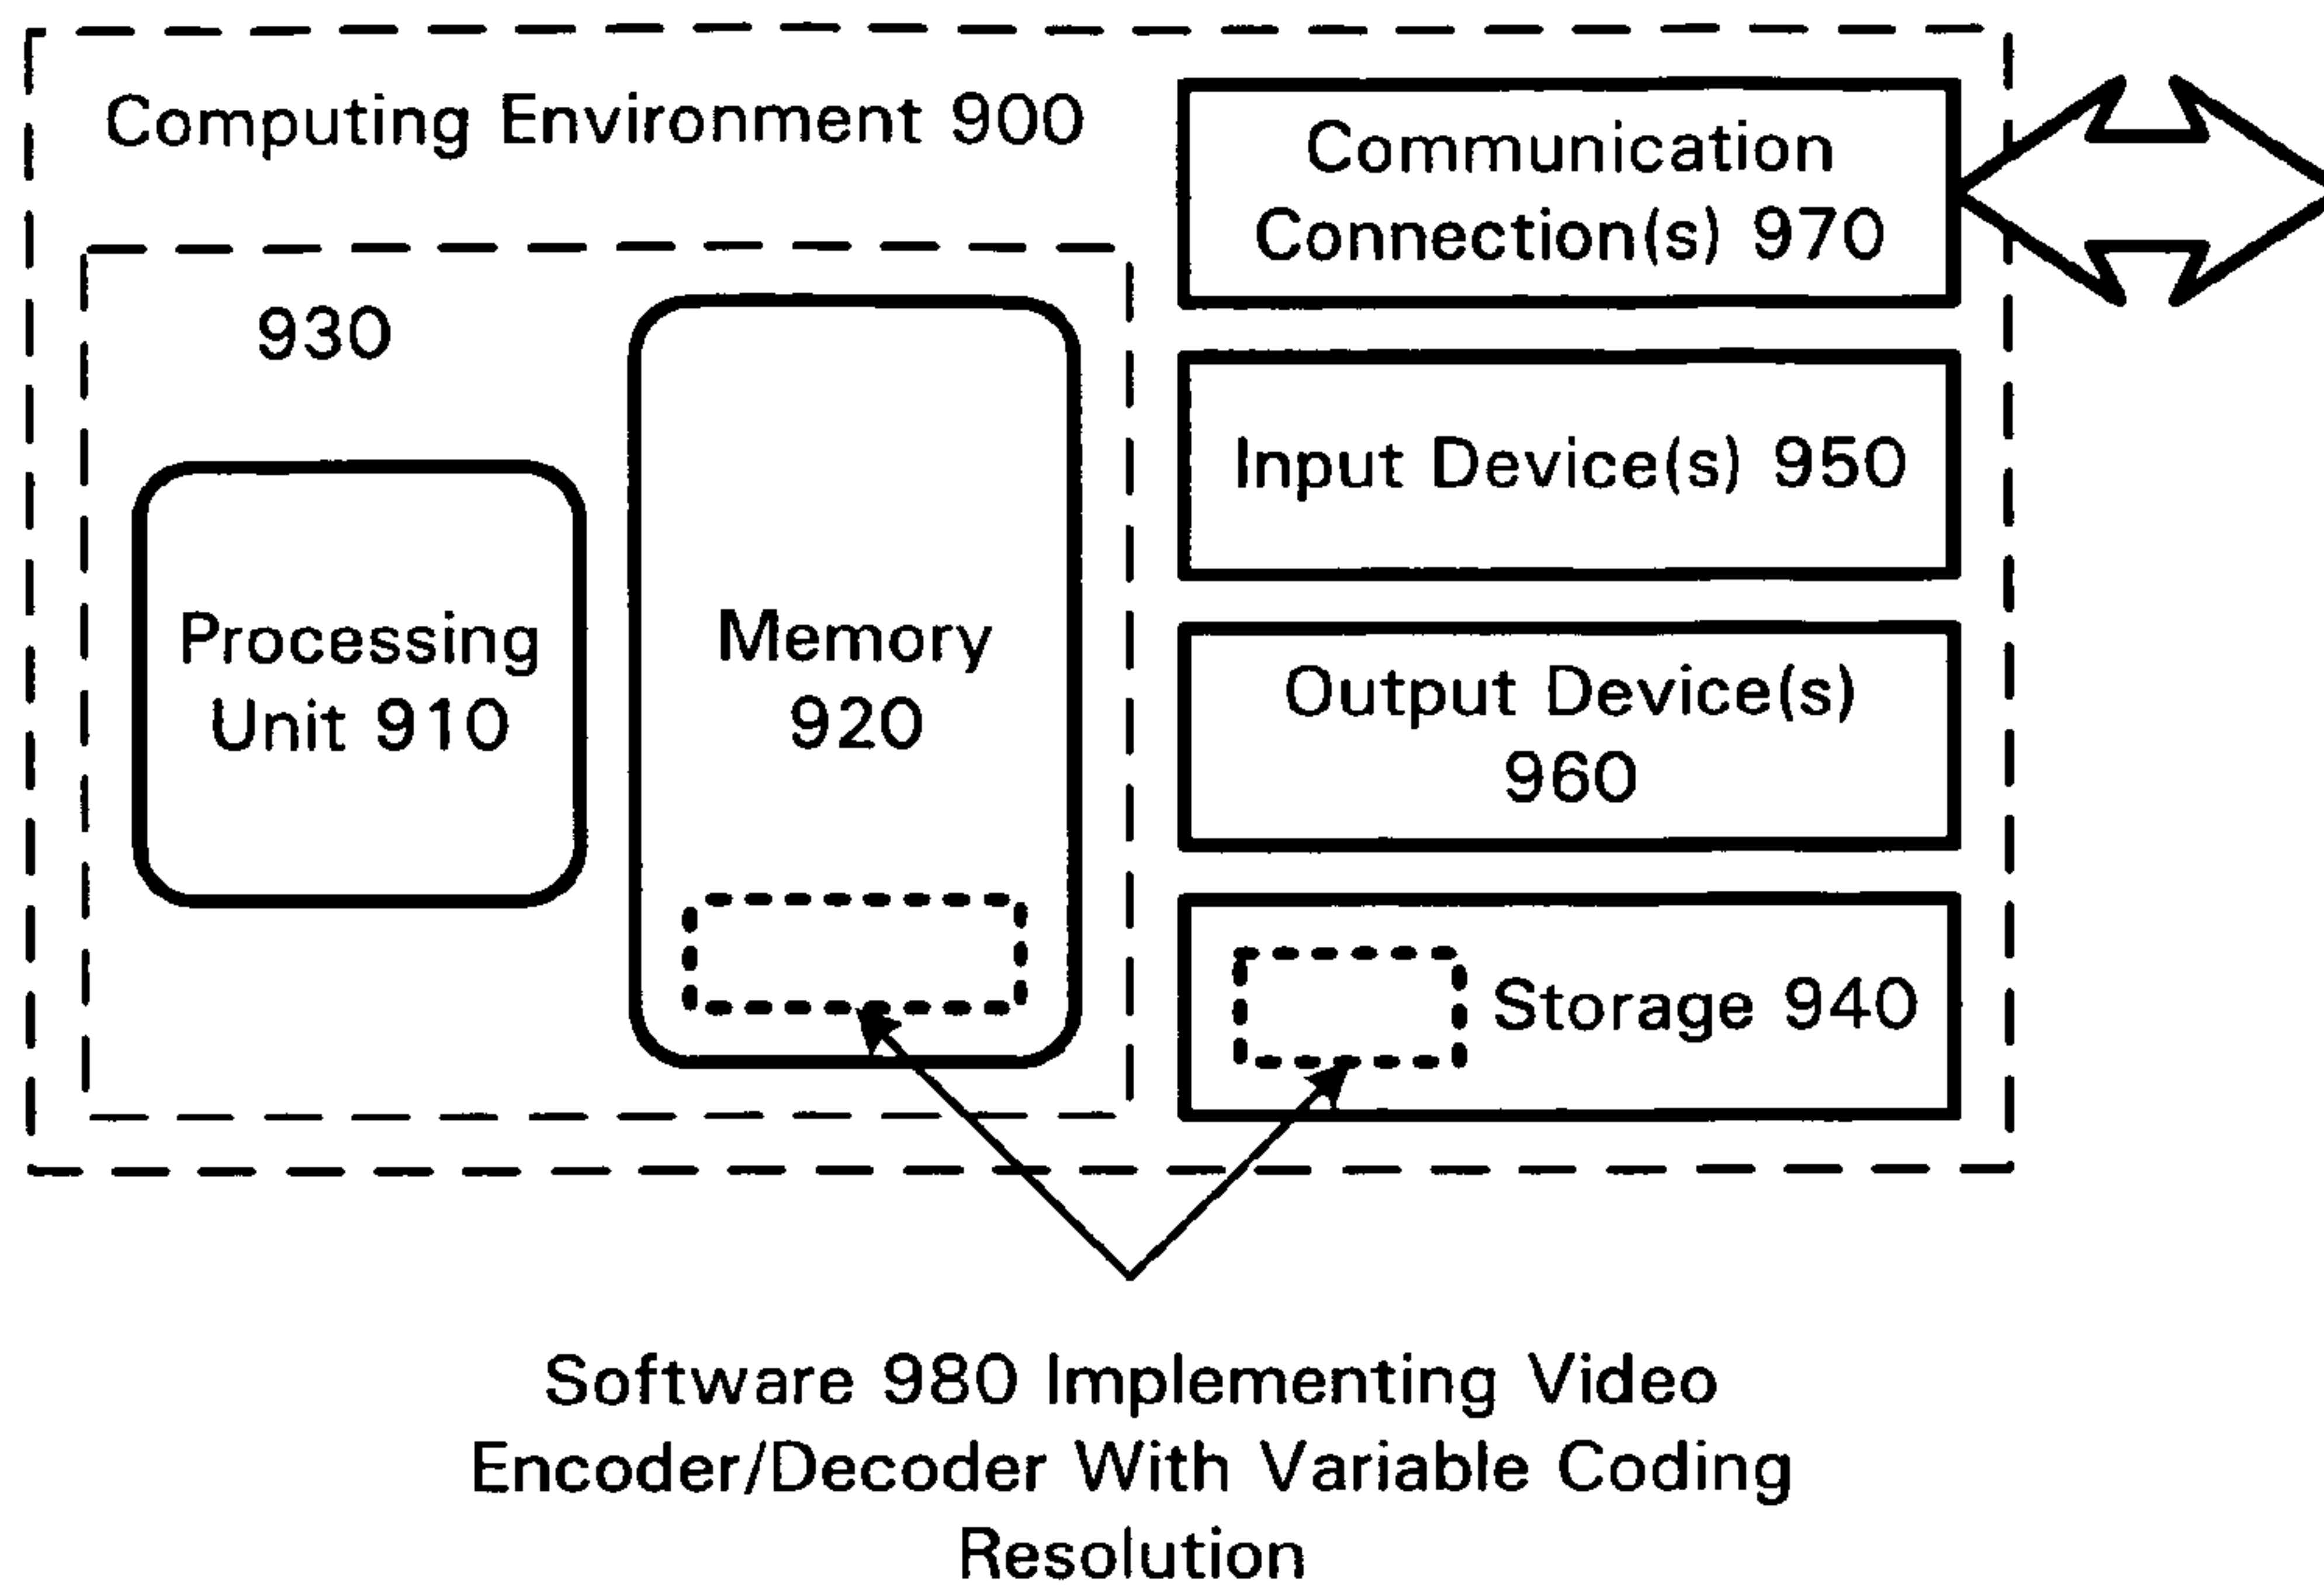 Computing Environment 900
930
Processing
Unit 910
Memory
920
Communication
Connection(s) 970
Input Device(s) 950
Output Device(s)
960
Storage 940
Software 980 Implementing Video
Encoder/Decoder With Variable Coding
Resolution